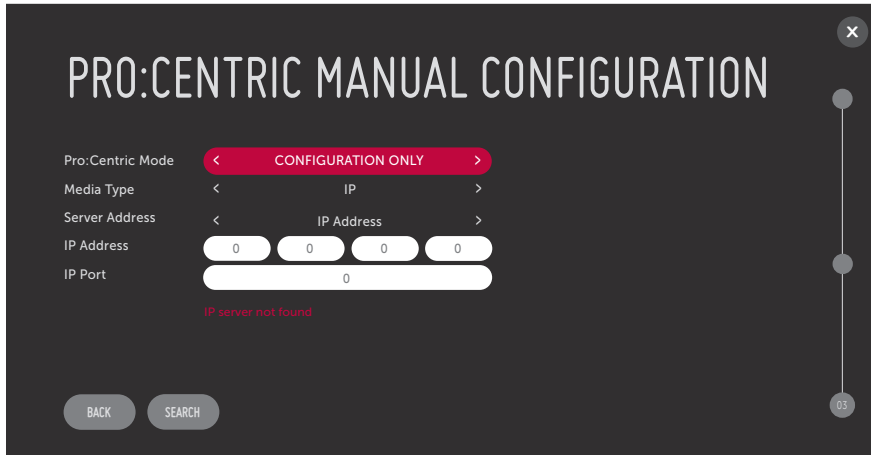 X
PRO:CENTRIC MANUAL CONFIGURATION
Pro:Centric Mode < CONFIGURATION ONLY >
Media Type < IP >
Server Address < IP Address >
IP Address 0 0 0 0
IP Port 0
IP server not found
BACK SEARCH
03